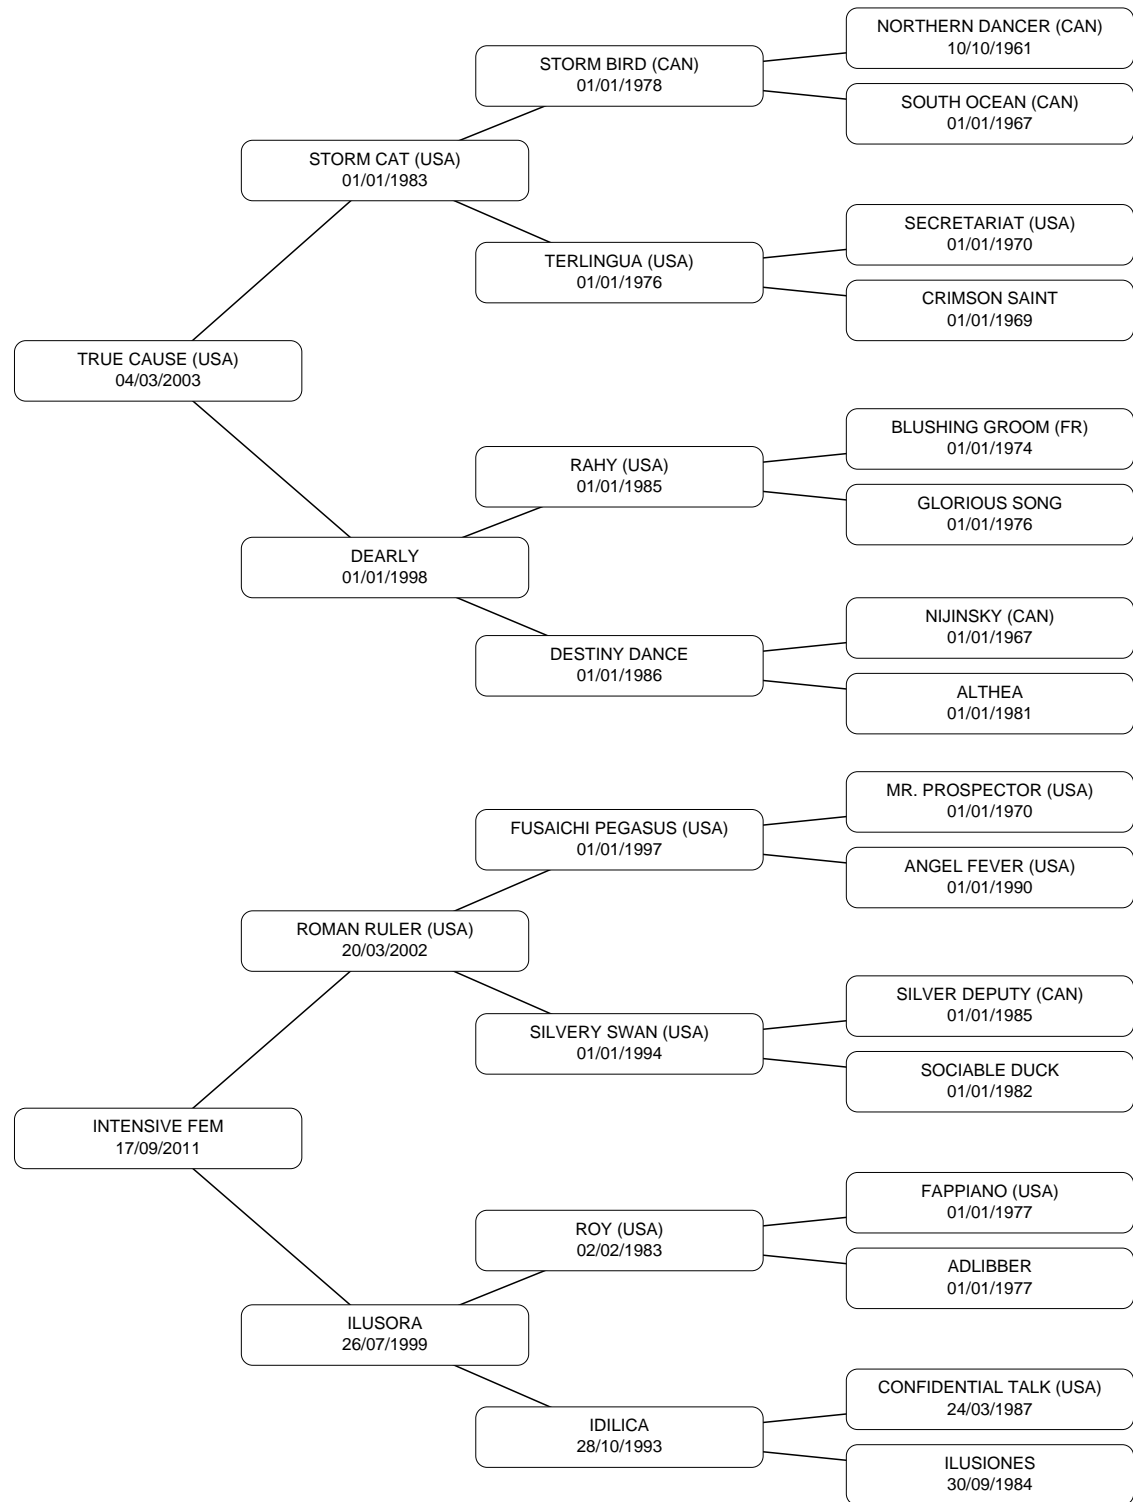 NORTHERN DANCER (CAN)
10/10/1961
STORM BIRD (CAN)
01/01/1978
SOUTH OCEAN (CAN)
01/01/1967
STORM CAT (USA)
01/01/1983
SECRETARIAT (USA)
01/01/1970
TERLINGUA (USA)
01/01/1976
CRIMSON SAINT
01/01/1969
TRUE CAUSE (USA)
04/03/2003
BLUSHING GROOM (FR)
01/01/1974
RAHY (USA)
01/01/1985
GLORIOUS SONG
01/01/1976
DEARLY
01/01/1998
NIJINSKY (CAN)
01/01/1967
DESTINY DANCE
01/01/1986
ALTHEA
01/01/1981
MR. PROSPECTOR (USA)
01/01/1970
FUSAICHI PEGASUS (USA)
01/01/1997
ANGEL FEVER (USA)
01/01/1990
ROMAN RULER (USA)
20/03/2002
SILVER DEPUTY (CAN)
01/01/1985
SILVERY SWAN (USA)
01/01/1994
SOCIABLE DUCK
01/01/1982
INTENSIVE FEM
17/09/2011
FAPPIANO (USA)
01/01/1977
ROY (USA)
02/02/1983
ADLIBBER
01/01/1977
ILUSORA
26/07/1999
CONFIDENTIAL TALK (USA)
24/03/1987
IDILICA
28/10/1993
ILUSIONES
30/09/1984